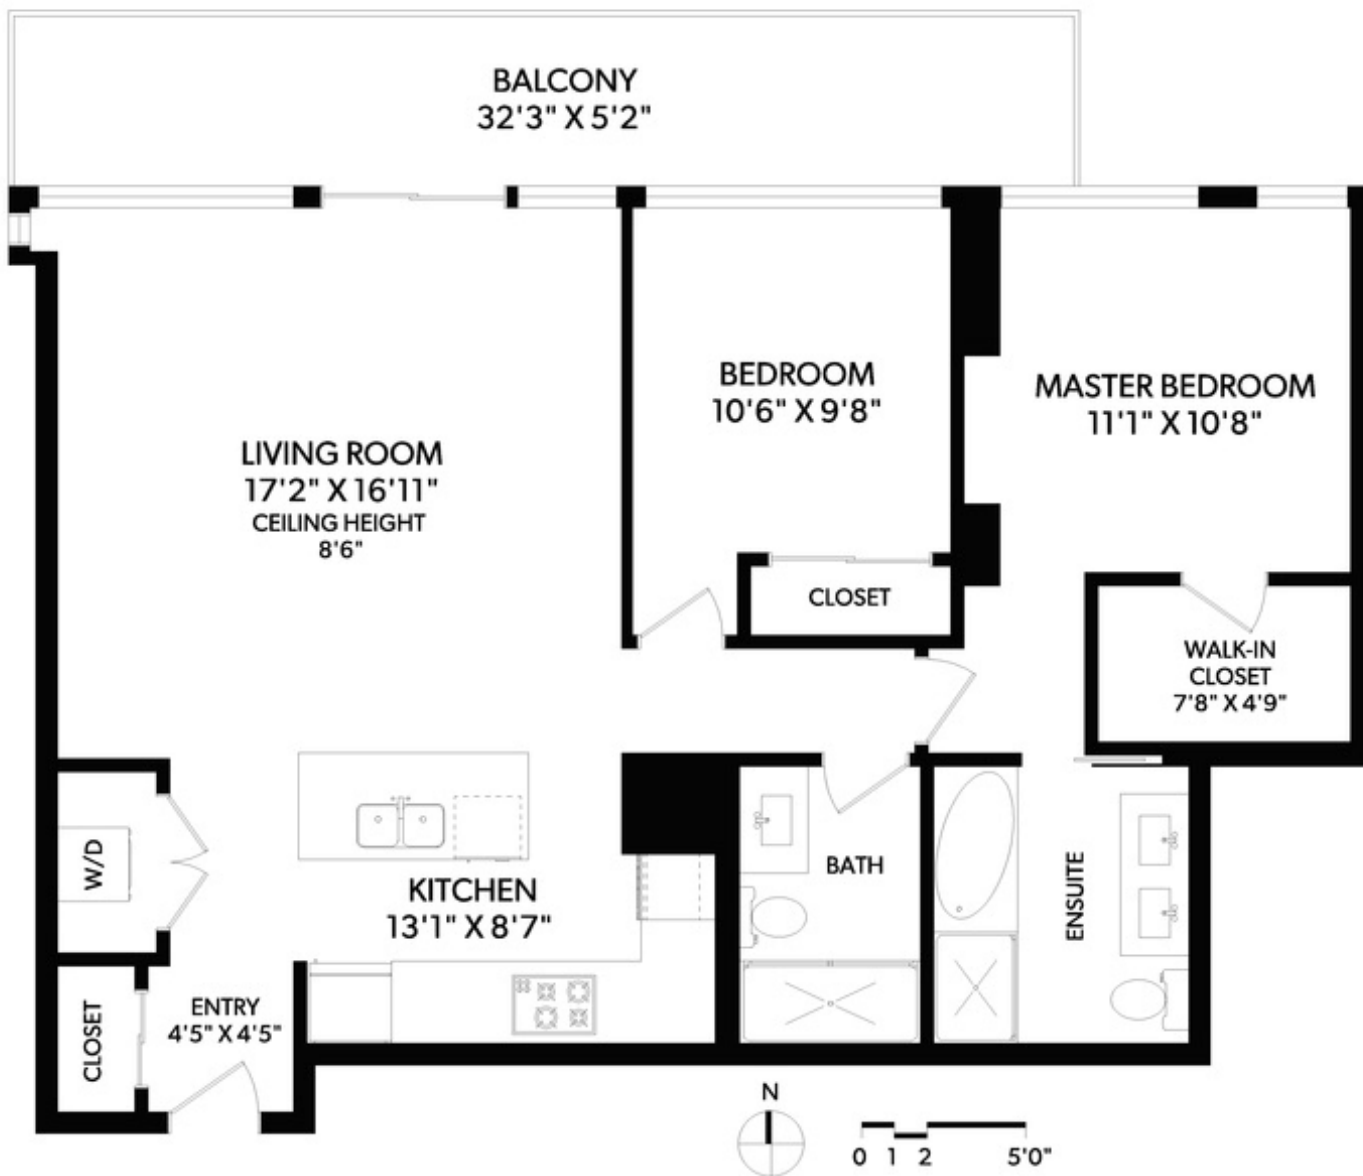 BALCONY
32'3" X 5'2"
BEDROOM
10'6" X 9'8"
MASTER BEDROOM
11'1" X 10'8"
LIVING ROOM
17'2" X 16'11"
CEILING HEIGHT
8'6"
CLOSET
WALK-IN
CLOSET
7'8" X 4'9"
W/D
KITCHEN
13'1" X 8'7"
BATH
ENSUITE
CLOSET
ENTRY
4'5" X 4'5"
N
0 1 2 5'0"